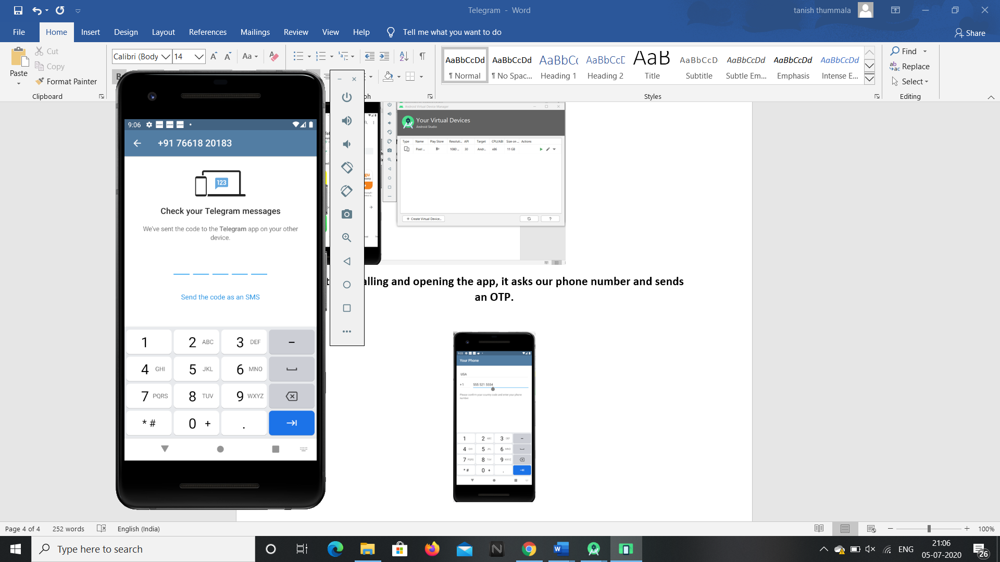 Telegram - Word
tanish thummala
File
Home
Insert
Design
Layout
References
Mailings
Review
View
Help
Tell me what you want to do
Share
Paste
Cut
Copy
Format Painter
Clipboard
Calibri (Body
14
Aa
Styles
AaBbCcDd
¶ Normal
AaBbCcDd
¶ No Spac...
AaBbCc
Heading 1
AaBbCcD
Heading 2
AaB
Title
AaBbCcD
Subtitle
AaBbCcDd
Subtle Em...
AaBbCcDd
Emphasis
AaBbCcDd
Intense E...
Find
Replace
Select
Editing
9:06
+91 76618 20183
123
Check your Telegram messages
We've sent the code to the Telegram app on your other
device.
Send the code as an SMS
1
2 ABC
3 DEF
-
4 GHI
5 JKL
6 MNO
7 PQRS
8 TUV
9 WXYZ
* #
0 +
.
Android Virtual Device Manager
Your Virtual Devices
Android Studio
Type Name Play Store Resoluti... API Target CPU/ABI Size on ... Actions
Pixel ... 1080 ... 30 Andr... x86 11 GB
+ Create Virtual Device...
?
alling and opening the app, it asks our phone number and sends
an OTP.
9:03
Your Phone
USA
+1 555 521 5554
Please confirm your country code and enter your phone
number.
1
2 ABC
3 DEF
-
4 GHI
5 JKL
6 MNO
7 PQRS
8 TUV
9 WXYZ
* #
0 +
.
Page 4 of 4
252 words
English (India)
100%
Type here to search
ENG
21:06
05-07-2020
26